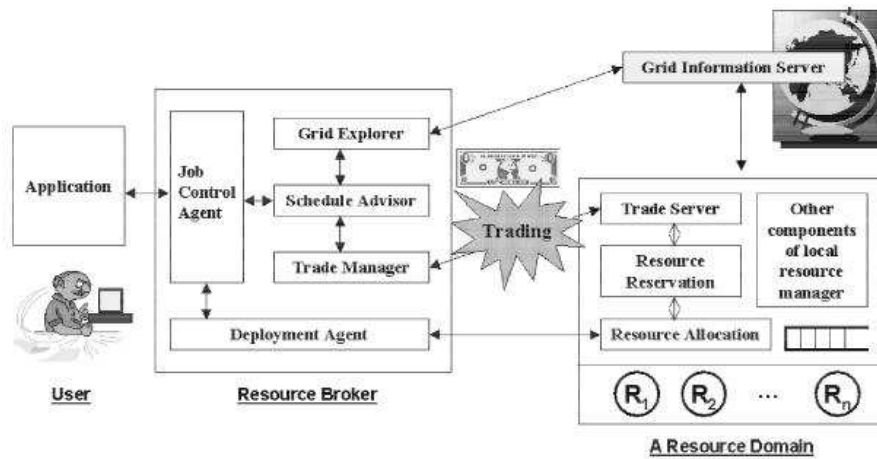 Grid Information Server
Application
Job
Control
Agent
Grid Explorer
Schedule Advisor
Trade Manager
Deployment Agent
Trading
Trade Server
Resource
Reservation
Resource Allocation
Other
components
of local
resource
manager
R1
R2
...
Rn
User
Resource Broker
A Resource Domain